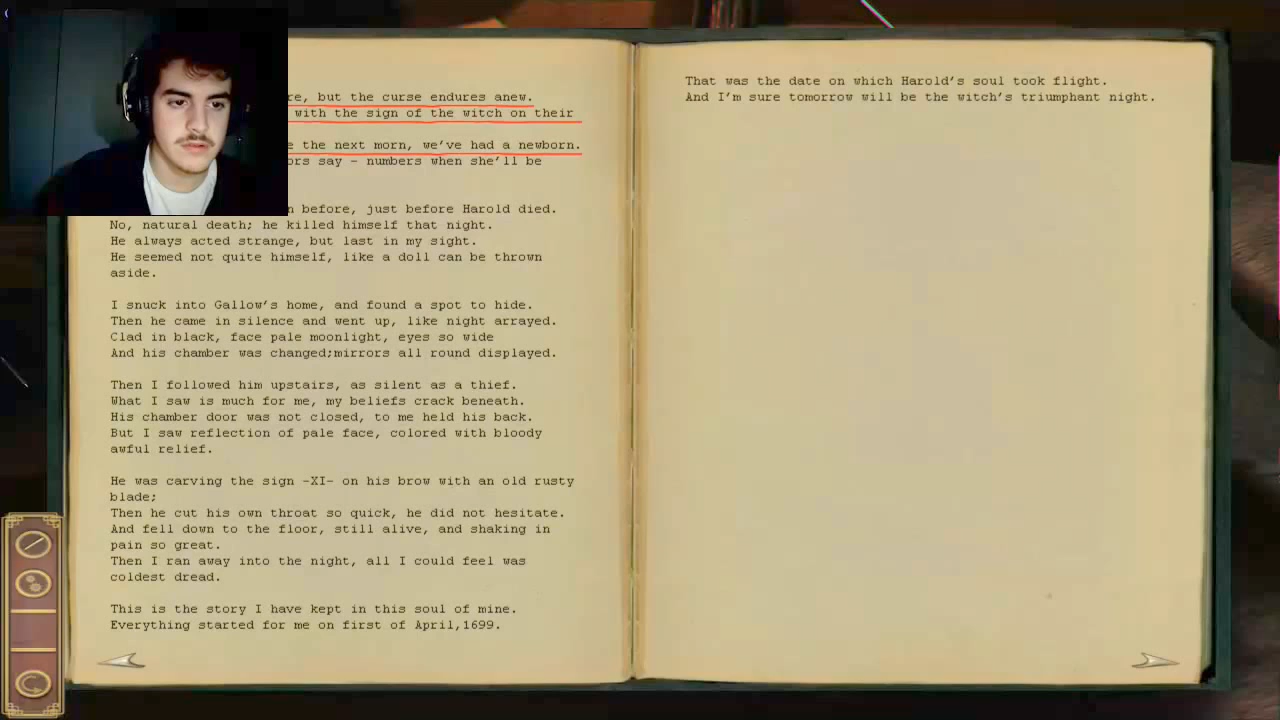 re, but the curse endures anew.
with the sign of the witch on their
the next morn, we've had a newborn.
say - numbers when she'll be
before, just before Harold died.
No, natural death; he killed himself that night.
He always acted strange, but last in my sight.
He seemed not quite himself, like a doll can be thrown
aside.
I snuck into Gallow's home, and found a spot to hide.
Then he came in silence and went up, like night arrayed.
Clad in black, face pale moonlight, eyes so wide
And his chamber was changed;mirrors all round displayed.
Then I followed him upstairs, as silent as a thief.
What I saw is much for me, my beliefs crack beneath.
His chamber door was not closed, to me held his back.
But I saw reflection of pale face, colored with bloody
awful relief.
He was carving the sign -XI- on his brow with an old rusty
blade;
Then he cut his own throat so quick, he did not hesitate.
And fell down to the floor, still alive, and shaking in
pain so great.
Then I ran away into the night, all I could feel was
coldest dread.
This is the story I have kept in this soul of mine.
Everything started for me on first of April,1699.
That was the date on which Harold's soul took flight.
And I'm sure tomorrow will be the witch's triumphant night.